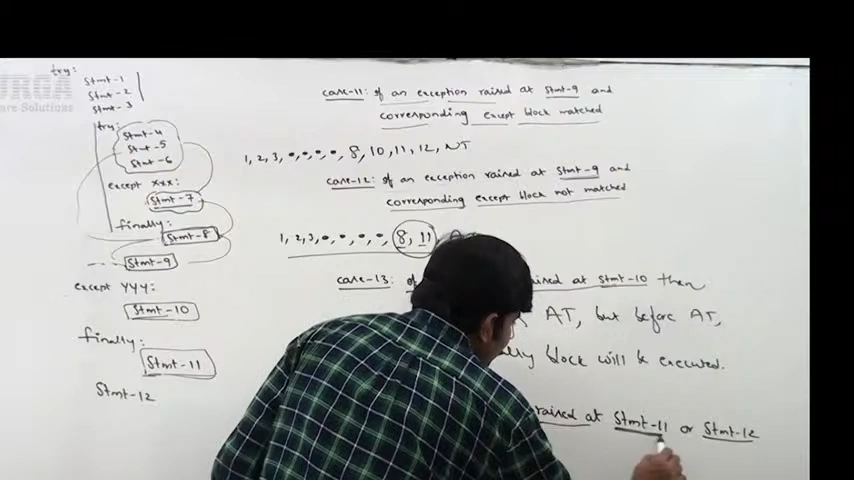 try:
stmt-1
stmt-2
stmt-3
try:
stmt-4
stmt-5
stmt-6
except xxx:
stmt-7
finally:
stmt-8
stmt-9
except YYY:
stmt-10
finally:
stmt-11
stmt-12
case-11: if an exception raised at stmt-9 and
corresponding except block matched
1, 2, 3, •, •, •, •, 8, 10, 11, 12, NT
case-12: if an exception raised at stmt-9 and
corresponding except block not matched
1, 2, 3, •, •, •, •, 8, 11,
case-13: raised at stmt-10 then
AT, but before AT,
block will be executed.
raised at stmt-11 or stmt-12
are Solutions